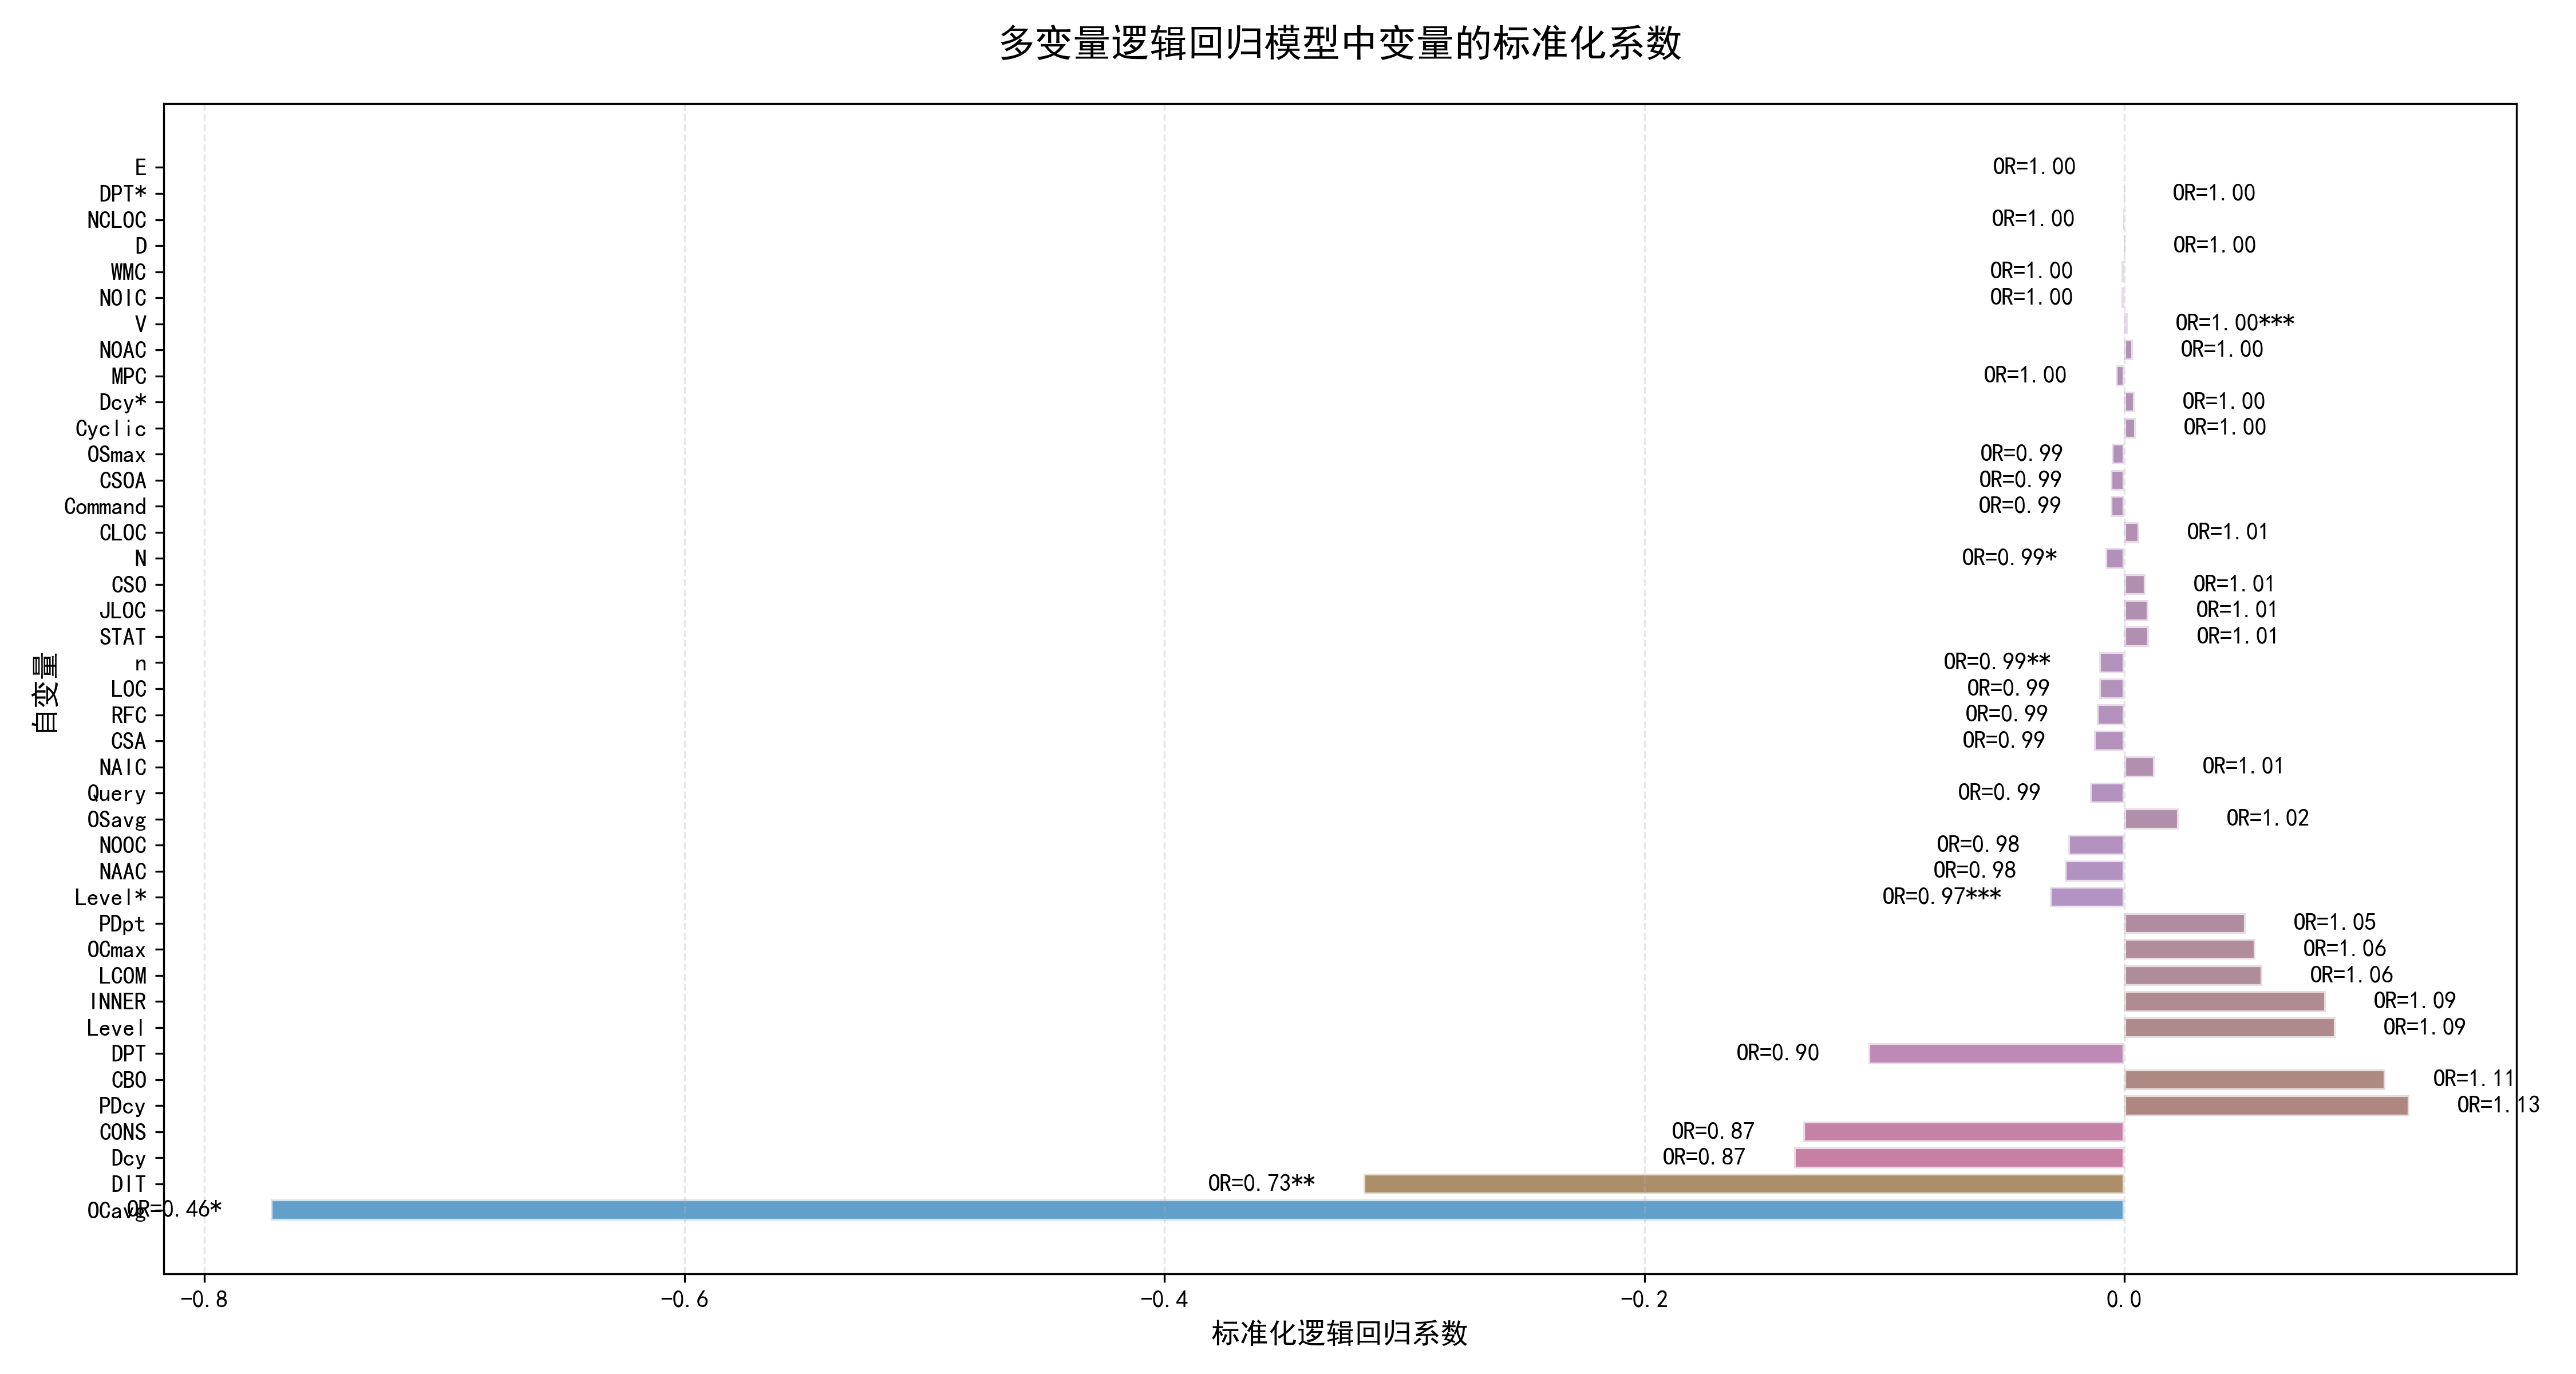 多变量逻辑回归模型中变量的标准化系数
自变量
E OR=1.00
DPT* OR=1.00
NCLOC OR=1.00
D OR=1.00
WMC OR=1.00
NOIC OR=1.00
V OR=1.00***
NOAC OR=1.00
MPC OR=1.00
Dcy* OR=1.00
Cyclic OR=1.00
OSmax OR=0.99
CSOA OR=0.99
Command OR=0.99
CLOC OR=1.01
N OR=0.99*
CSO OR=1.01
JLOC OR=1.01
STAT OR=1.01
n OR=0.99**
LOC OR=0.99
RFC OR=0.99
CSA OR=0.99
NAIC OR=1.01
Query OR=0.99
OSavg OR=1.02
NOOC OR=0.98
NAAC OR=0.98
Level* OR=0.97***
PDpt OR=1.05
OCmax OR=1.06
LCOM OR=1.06
INNER OR=1.09
Level OR=1.09
DPT OR=0.90
CBO OR=1.11
PDcy OR=1.13
CONS OR=0.87
Dcy OR=0.87
DIT OR=0.73**
OCavg OR=0.46*
-0.8 -0.6 -0.4 -0.2 0.0
标准化逻辑回归系数